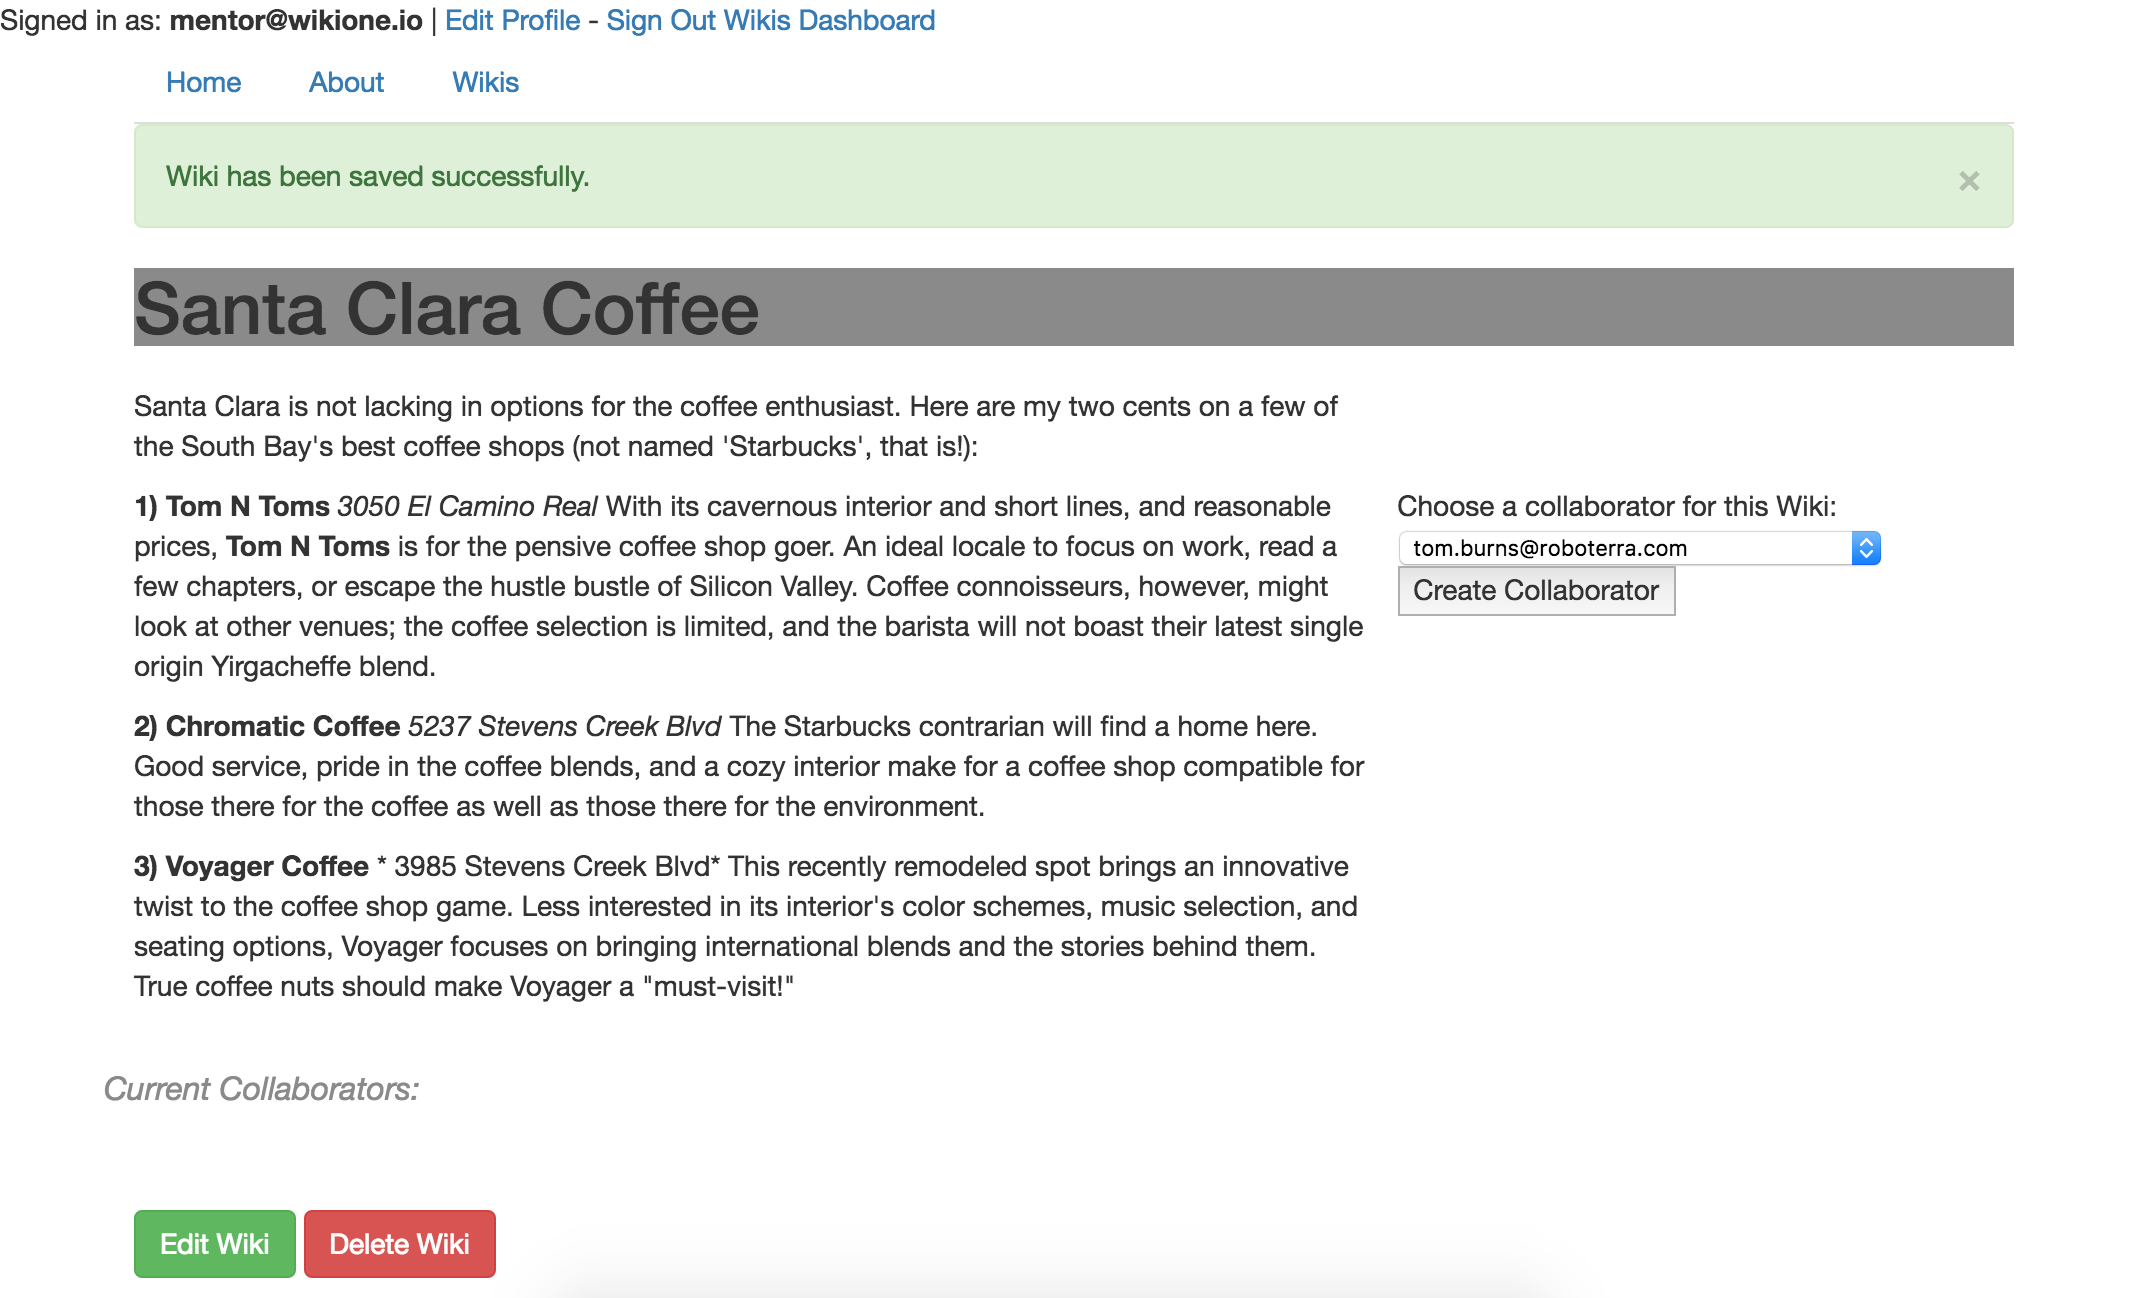 Signed in as: mentor@wikione.io | Edit Profile - Sign Out Wikis Dashboard
Home About Wikis
Wiki has been saved successfully.
×
Santa Clara Coffee
Santa Clara is not lacking in options for the coffee enthusiast. Here are my two cents on a few of
the South Bay's best coffee shops (not named 'Starbucks', that is!):
1) Tom N Toms 3050 El Camino Real With its cavernous interior and short lines, and reasonable
prices, Tom N Toms is for the pensive coffee shop goer. An ideal locale to focus on work, read a
few chapters, or escape the hustle bustle of Silicon Valley. Coffee connoisseurs, however, might
look at other venues; the coffee selection is limited, and the barista will not boast their latest single
origin Yirgacheffe blend.
2) Chromatic Coffee 5237 Stevens Creek Blvd The Starbucks contrarian will find a home here.
Good service, pride in the coffee blends, and a cozy interior make for a coffee shop compatible for
those there for the coffee as well as those there for the environment.
3) Voyager Coffee * 3985 Stevens Creek Blvd* This recently remodeled spot brings an innovative
twist to the coffee shop game. Less interested in its interior's color schemes, music selection, and
seating options, Voyager focuses on bringing international blends and the stories behind them.
True coffee nuts should make Voyager a "must-visit!"
Choose a collaborator for this Wiki:
tom.burns@roboterra.com
Create Collaborator
Current Collaborators:
Edit Wiki Delete Wiki